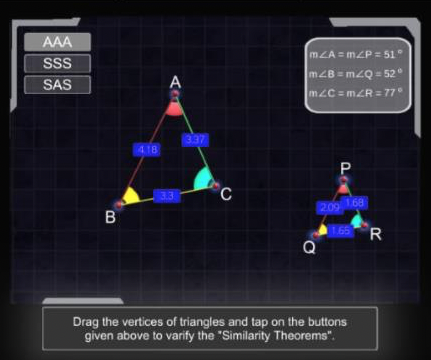 AAA
SSS
SAS
m∠A = m∠P = 51°
m∠B = m∠Q = 52°
m∠C = m∠R = 77°
A
4.18
3.37
3.3
B
C
P
2.09
1.68
1.65
Q
R
Drag the vertices of triangles and tap on the buttons
given above to varify the "Similarity Theorems".